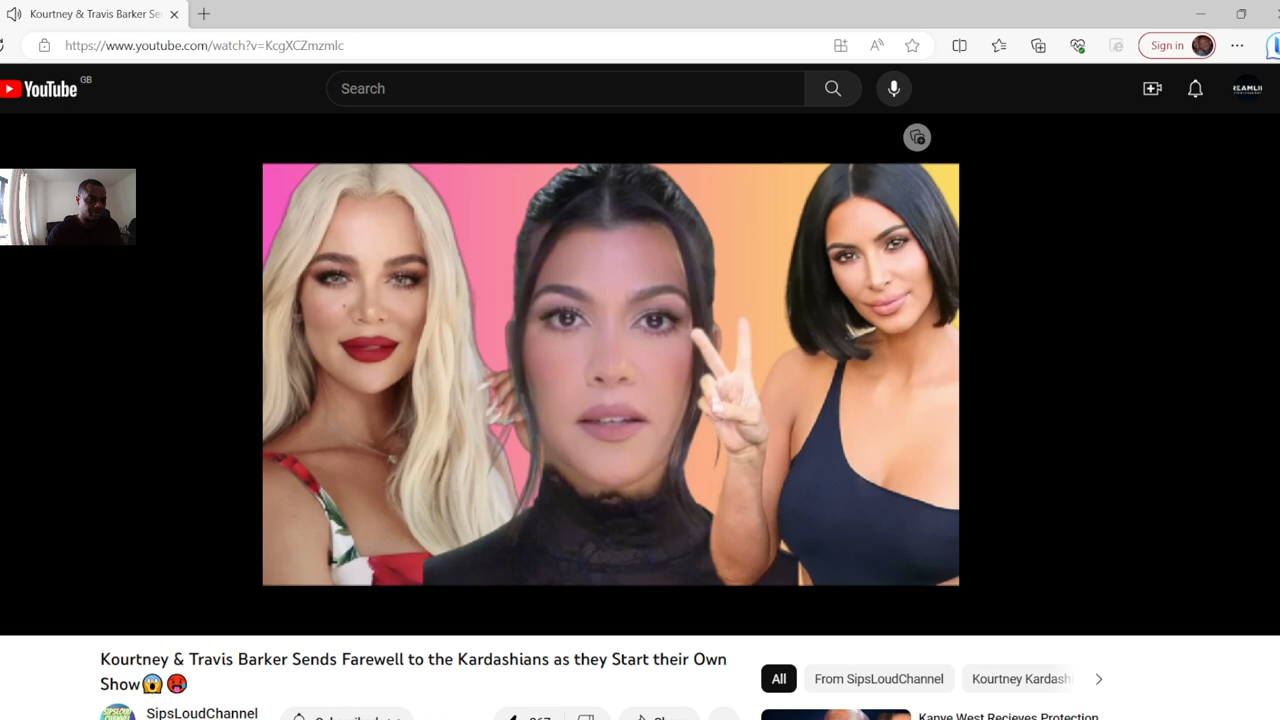 Kourtney & Travis Barker Se
https://www.youtube.com/watch?v=KcgXCZmzmlc
Sign in
YouTube GB
Search
Kourtney & Travis Barker Sends Farewell to the Kardashians as they Start their Own
Show😱🥵
All
From SipsLoudChannel
Kourtney Kardash
SipsLoudChannel
Kanye West Recieves Protection